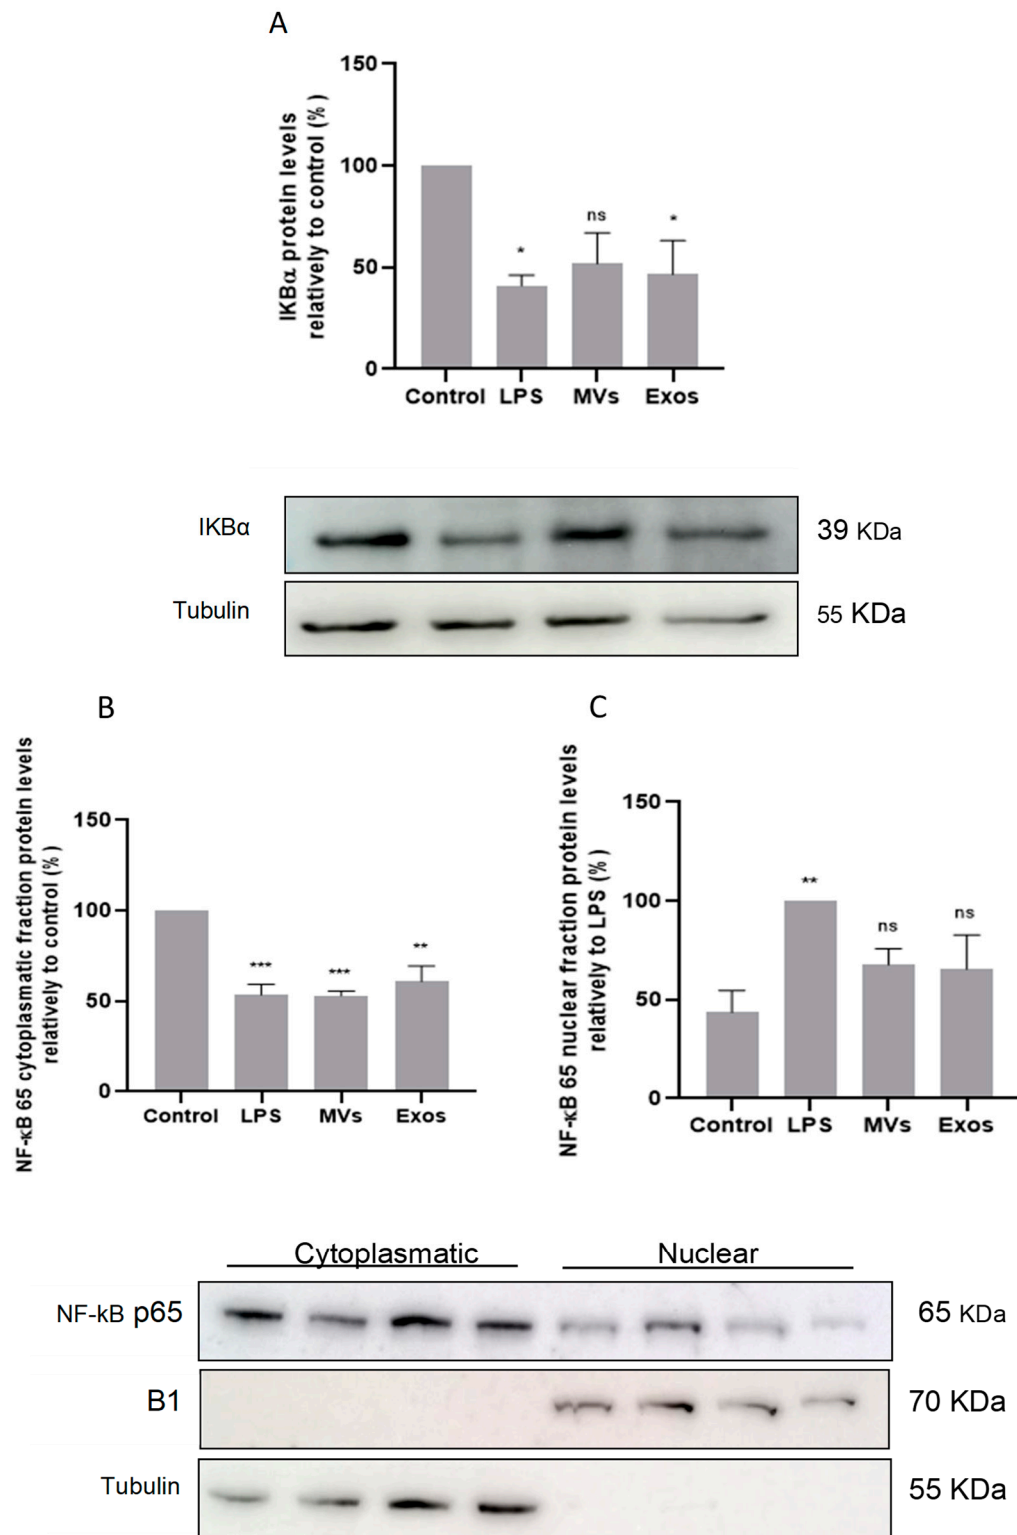 A
150
100
50
0
IKBα protein levels
relatively to control (%)
*
ns
*
Control LPS MVs Exos
IKBα
39 KDa
Tubulin
55 KDa
B
C
NF-κB 65 cytoplasmatic fraction protein levels
relatively to control (%)
150
100
50
0
***
***
**
Control LPS MVs Exos
NF-κB 65 nuclear fraction protein levels
relatively to LPS (%)
150
100
50
0
**
ns
ns
Control LPS MVs Exos
Cytoplasmatic Nuclear
NF-kB p65
65 KDa
B1
70 KDa
Tubulin
55 KDa